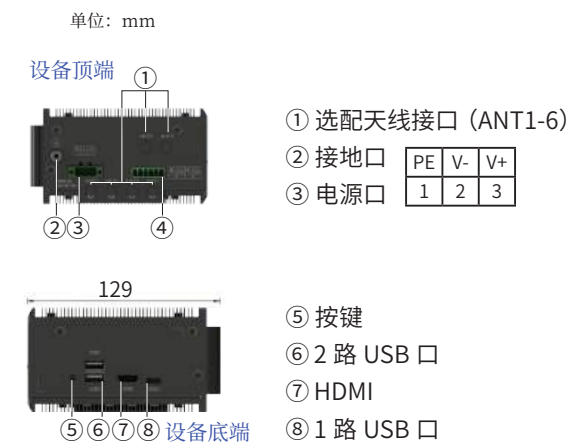 单位：mm
设备顶端
①
① 选配天线接口（ANT1-6）
② 接地口
PE V- V+
③ 电源口
1 2 3
②③ ④
129
⑤ 按键
⑥ 2 路 USB 口
⑦ HDMI
⑤⑥⑦⑧ 设备底端
⑧ 1 路 USB 口